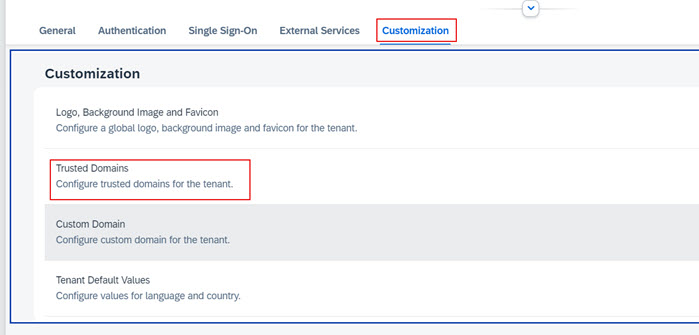 General Authentication Single Sign-On External Services Customization
Customization
Logo, Background Image and Favicon
Configure a global logo, background image and favicon for the tenant.
Trusted Domains
Configure trusted domains for the tenant.
Custom Domain
Configure custom domain for the tenant.
Tenant Default Values
Configure values for language and country.